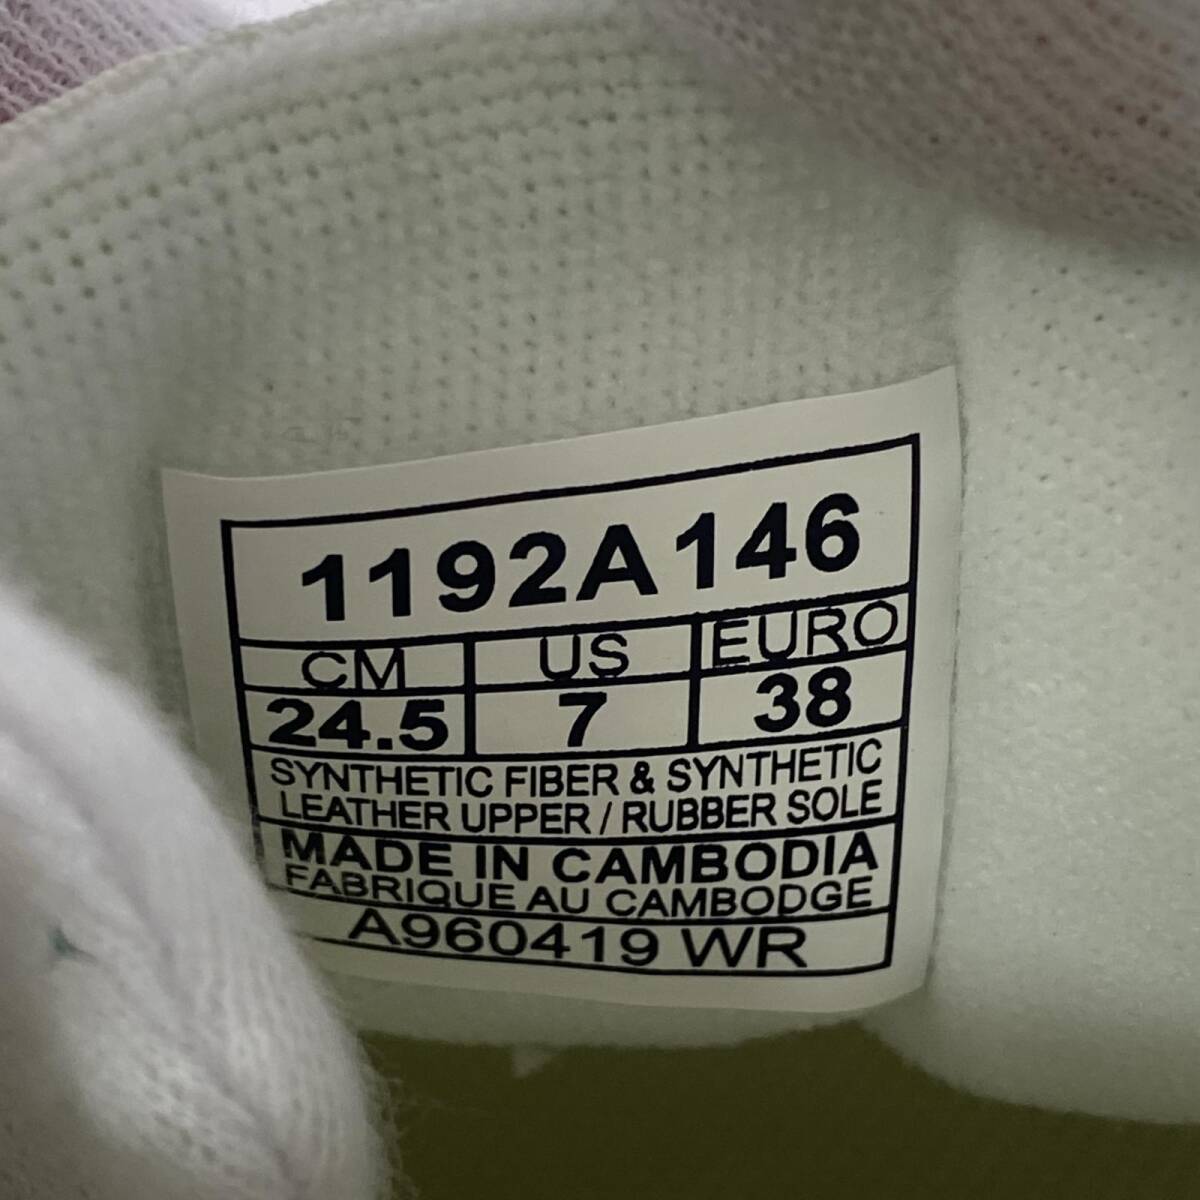 1192A146
CM US EURO
24.5 7 38
SYNTHETIC FIBER & SYNTHETIC
LEATHER UPPER / RUBBER SOLE
MADE IN CAMBODIA
FABRIQUE AU CAMBODGE
A960419 WR